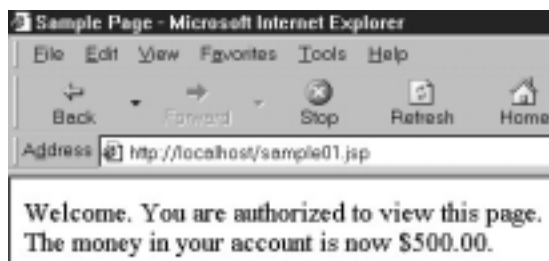 Sample Page - Microsoft Internet Explorer
File Edit View Favorites Tools Help
Back Forward Stop Refresh Home
Address http://localhost/sample01.jsp
Welcome. You are authorized to view this page.
The money in your account is now $500.00.